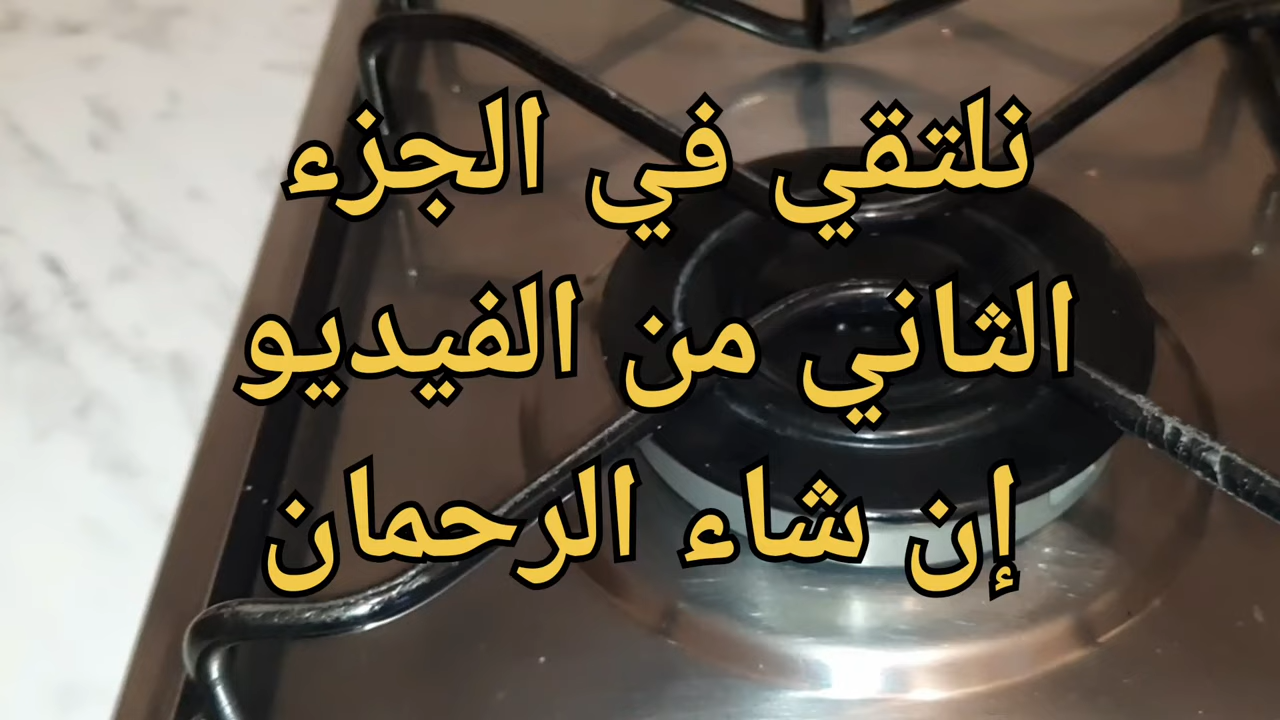 نلتقي في الجزء
الثاني من الفيديو
إن شاء الرحمان